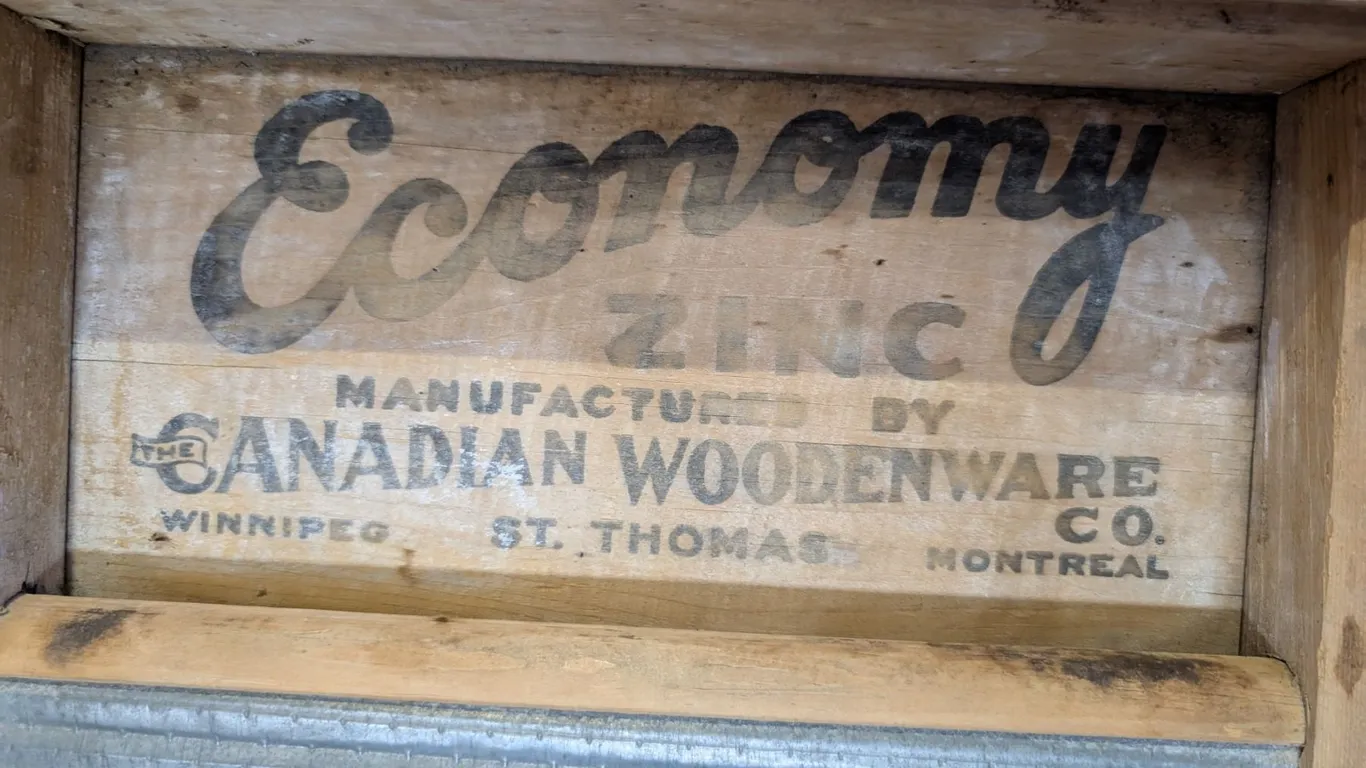 Economy
ZINC
MANUFACTURED BY
THE CANADIAN WOODENWARE
CO.
WINNIPEG ST. THOMAS MONTREAL